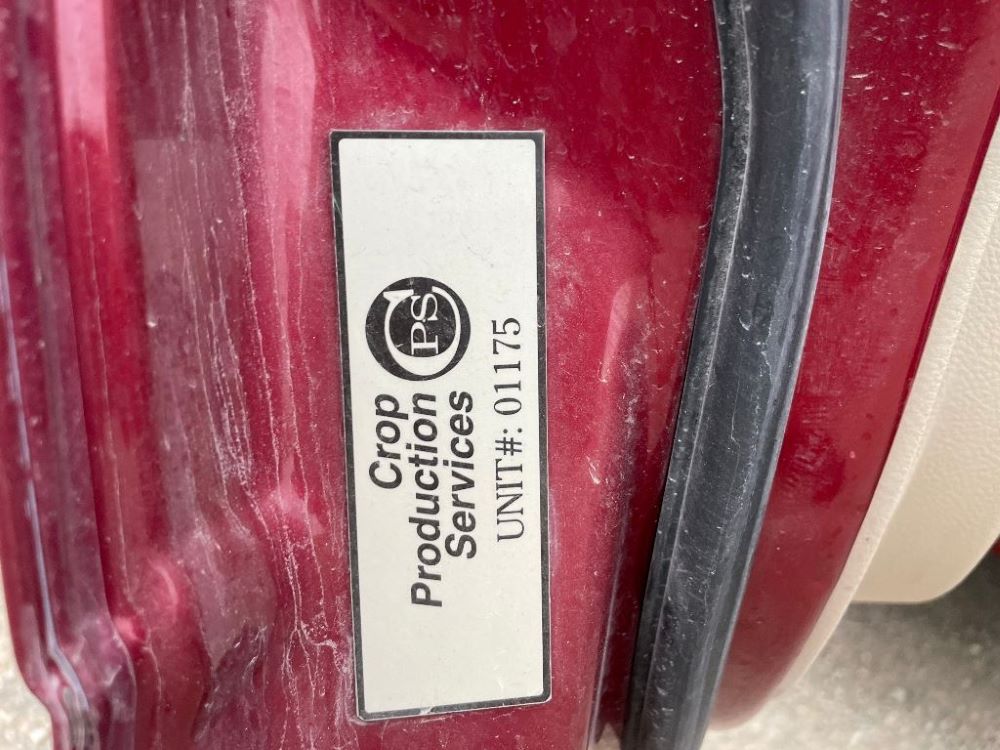 Crop
Production
Services
CPS
UNIT#: 01175